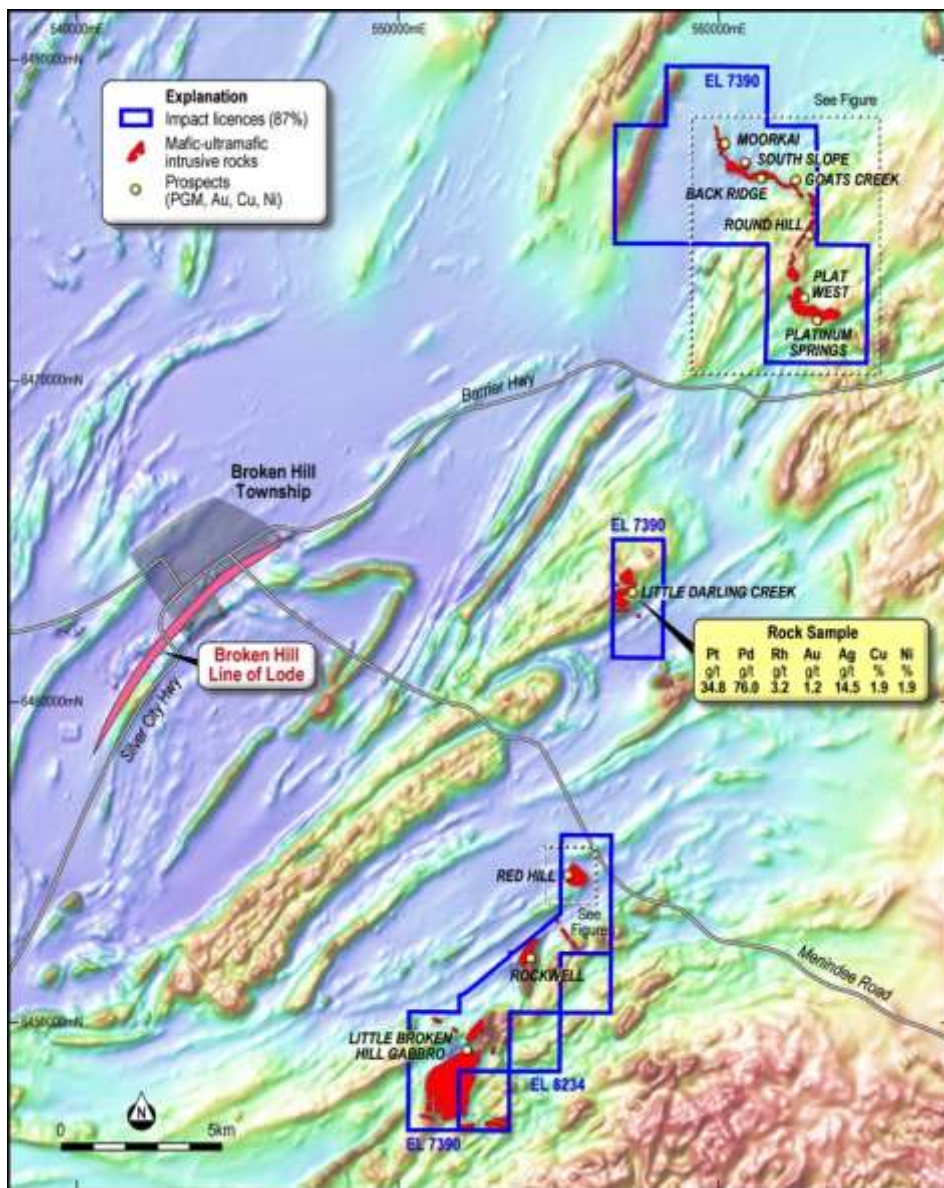 540000mE
550000mE
560000mE
6480000mN
Explanation
Impact licences (87%)
Mafic-ultramafic
intrusive rocks
Prospects
(PGM, Au, Cu, Ni)
EL 7390
See Figure
MOORKAI
SOUTH SLOPE
GOATS CREEK
BACK RIDGE
ROUND HILL
PLAT
WEST
PLATINUM
SPRINGS
6470000mN
Barrier Hwy
Broken Hill
Township
EL 7390
LITTLE DARLING CREEK
Rock Sample
Pt Pd Rh Au Ag Cu Ni
g/t g/t g/t g/t g/t % %
34.8 76.0 3.2 1.2 14.5 1.9 1.9
Broken Hill
Line of Lode
6460000mN
Silver City Hwy
RED HILL
See
Figure
ROCKWELL
Menindee Road
6450000mN
LITTLE BROKEN
HILL GABBRO
EL 8234
EL 7390
N
0 5km